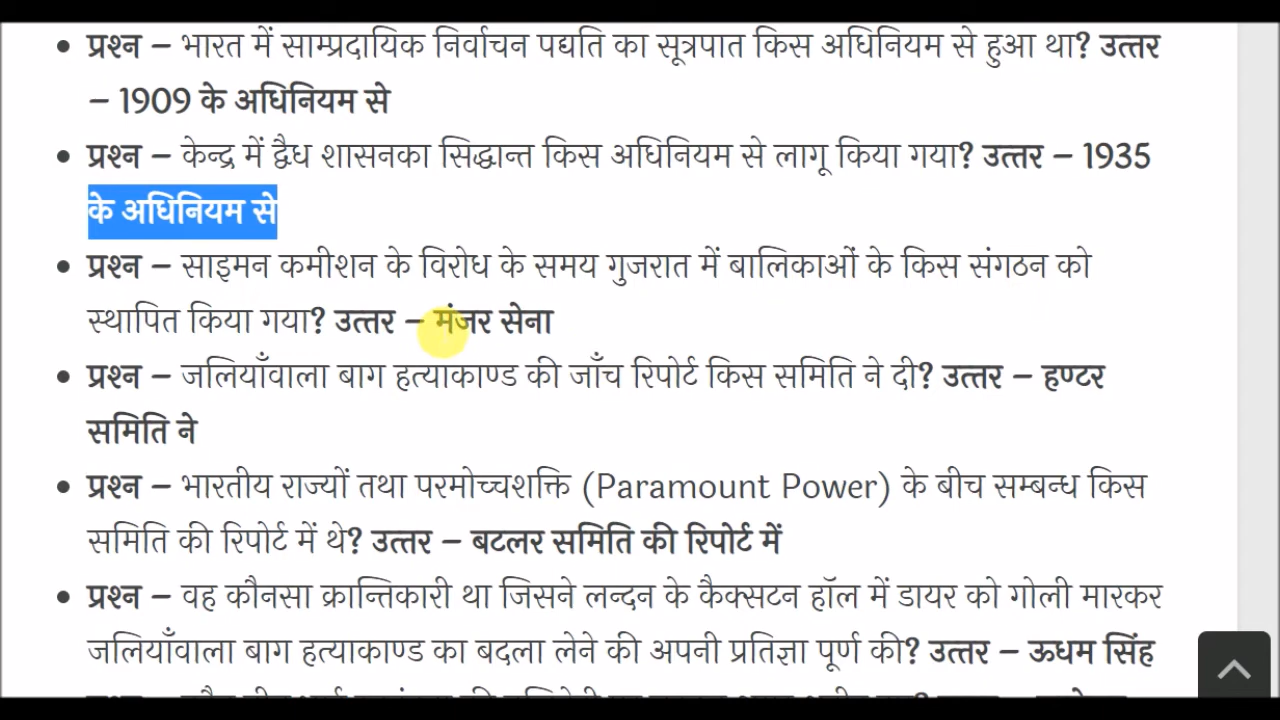 • प्रश्न – भारत में साम्प्रदायिक निर्वाचन पद्यति का सूत्रपात किस अधिनियम से हुआ था? उत्तर
– 1909 के अधिनियम से
• प्रश्न – केन्द्र में द्वैध शासनका सिद्धान्त किस अधिनियम से लागू किया गया? उत्तर – 1935
के अधिनियम से
• प्रश्न – साइमन कमीशन के विरोध के समय गुजरात में बालिकाओं के किस संगठन को
स्थापित किया गया? उत्तर – मंजर सेना
• प्रश्न – जलियाँवाला बाग हत्याकाण्ड की जाँच रिपोर्ट किस समिति ने दी? उत्तर – हण्टर
समिति ने
• प्रश्न – भारतीय राज्यों तथा परमोच्चशक्ति (Paramount Power) के बीच सम्बन्ध किस
समिति की रिपोर्ट में थे? उत्तर – बटलर समिति की रिपोर्ट में
• प्रश्न – वह कौनसा क्रान्तिकारी था जिसने लन्दन के कैक्सटन हॉल में डायर को गोली मारकर
जलियाँवाला बाग हत्याकाण्ड का बदला लेने की अपनी प्रतिज्ञा पूर्ण की? उत्तर – ऊधम सिंह